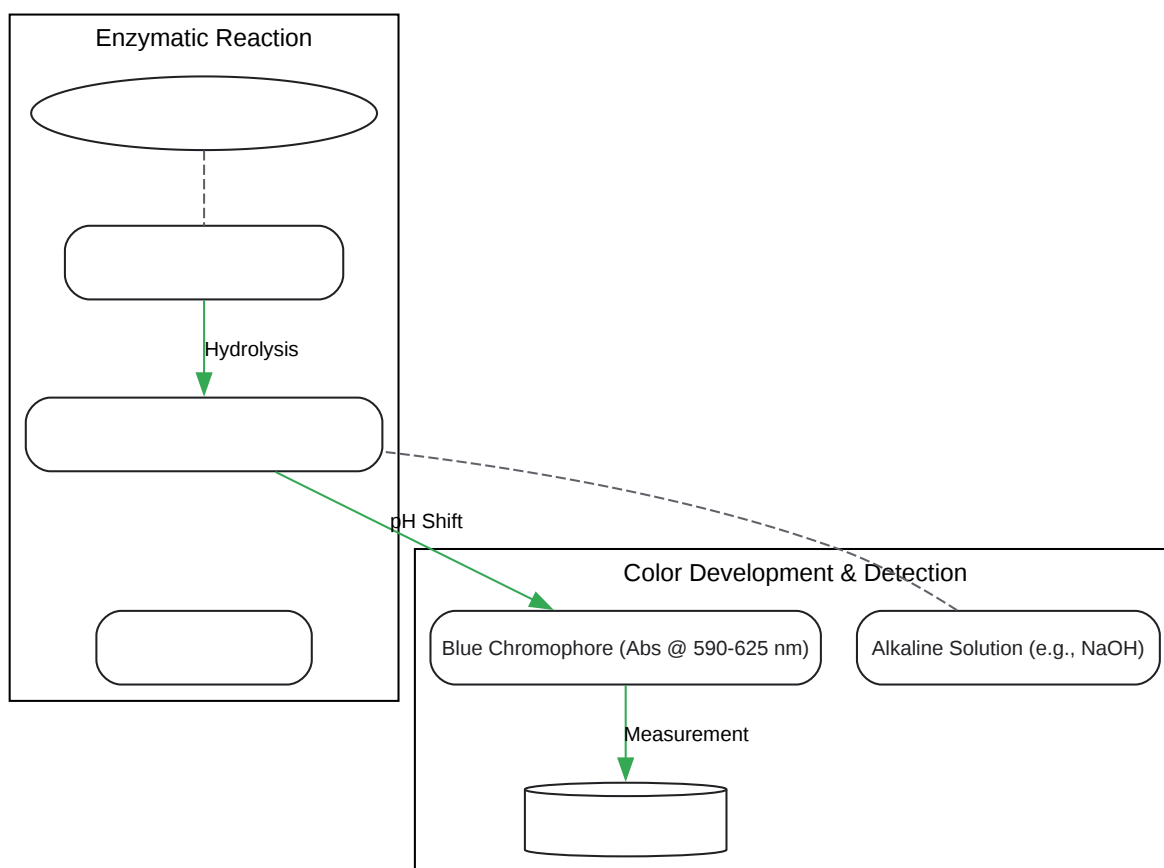 Enzymatic Reaction
Hydrolysis
pH Shift
Color Development & Detection
Blue Chromophore (Abs @ 590-625 nm)
Alkaline Solution (e.g., NaOH)
Measurement